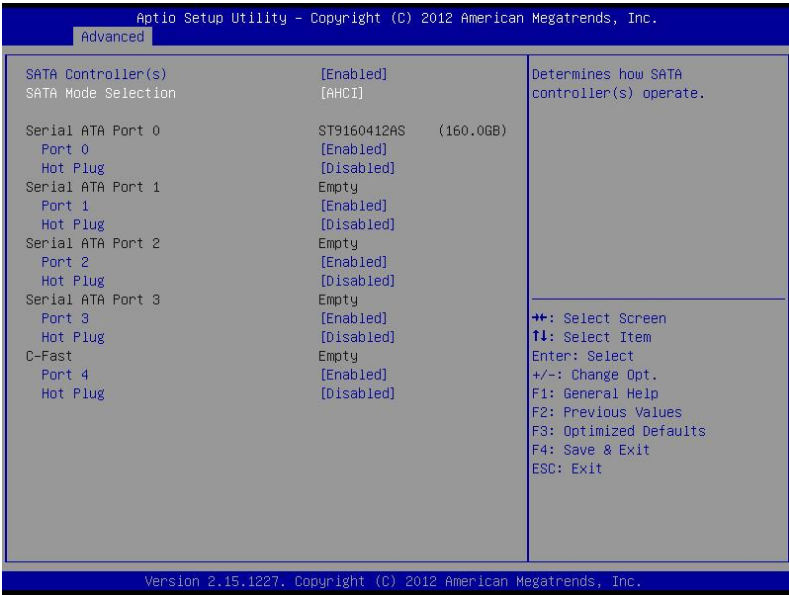 Aptio Setup Utility – Copyright (C) 2012 American Megatrends, Inc.
Advanced
SATA Controller(s) [Enabled]
SATA Mode Selection [AHCI]
Serial ATA Port 0 ST9160412AS (160.0GB)
Port 0 [Enabled]
Hot Plug [Disabled]
Serial ATA Port 1 Empty
Port 1 [Enabled]
Hot Plug [Disabled]
Serial ATA Port 2 Empty
Port 2 [Enabled]
Hot Plug [Disabled]
Serial ATA Port 3 Empty
Port 3 [Enabled]
Hot Plug [Disabled]
C-Fast Empty
Port 4 [Enabled]
Hot Plug [Disabled]
Determines how SATA
controller(s) operate.
→←: Select Screen
↑↓: Select Item
Enter: Select
+/-: Change Opt.
F1: General Help
F2: Previous Values
F3: Optimized Defaults
F4: Save & Exit
ESC: Exit
Version 2.15.1227. Copyright (C) 2012 American Megatrends, Inc.